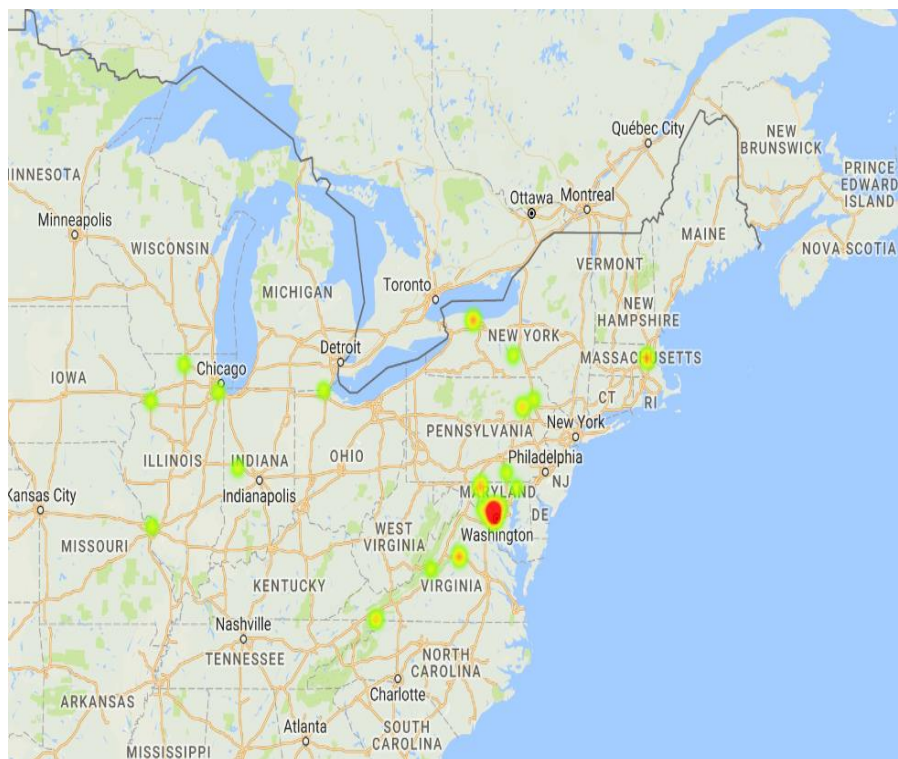 Québec City
NEW
BRUNSWICK
PRINCE
EDWARD
ISLAND
MINNESOTA
Ottawa
Montreal
Minneapolis
WISCONSIN
MAINE
NOVA SCOTIA
VERMONT
MICHIGAN
Toronto
NEW
HAMPSHIRE
NEW YORK
Detroit
MASSACHUSETTS
Chicago
IOWA
CT
RI
New York
PENNSYLVANIA
ILLINOIS
INDIANA
OHIO
Philadelphia
NJ
Indianapolis
Kansas City
MARYLAND
DE
WEST
VIRGINIA
Washington
MISSOURI
KENTUCKY
VIRGINIA
Nashville
TENNESSEE
NORTH
CAROLINA
Charlotte
ARKANSAS
Atlanta
SOUTH
CAROLINA
MISSISSIPPI